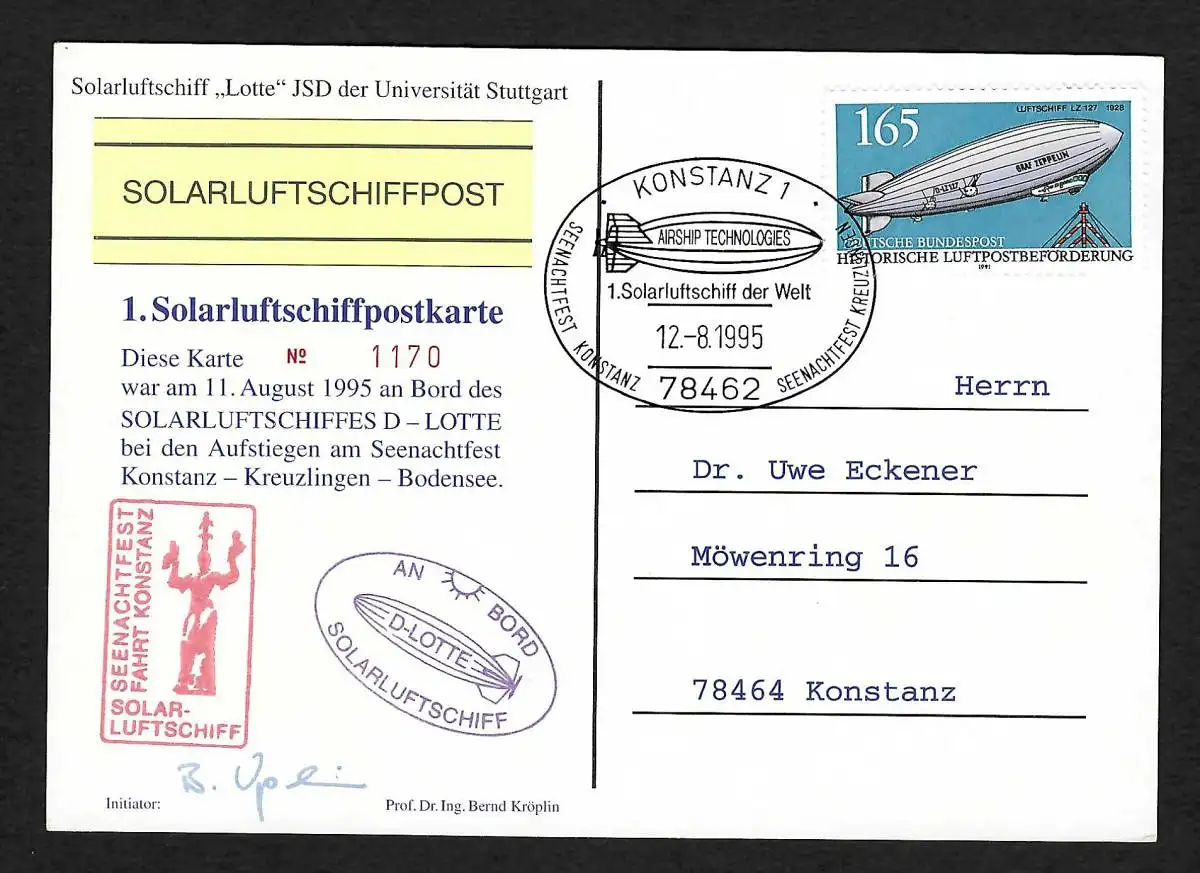 Solarluftschiff „Lotte“ JSD der Universität Stuttgart
SOLARLUFTSCHIFFPOST
1. Solarluftschiffpostkarte
Diese Karte № 1170
war am 11. August 1995 an Bord des
SOLARLUFTSCHIFFES D – LOTTE
bei den Aufstiegen am Seenachtfest
Konstanz – Kreuzlingen – Bodensee.
SEENACHTFEST
FAHRT KONSTANZ
SOLAR-
LUFTSCHIFF
AN BORD
D-LOTTE
SOLARLUFTSCHIFF
B.
Initiator:
Prof. Dr. Ing. Bernd Kröplin
165
LUFTSCHIFF LZ 127 1928
GRAF ZEPPELIN
D-LZ127
DEUTSCHE BUNDESPOST
HISTORISCHE LUFTPOSTBEFÖRDERUNG
1991
KONSTANZ 1
AIRSHIP TECHNOLOGIES
1.Solarluftschiff der Welt
12.-8.1995
78462
SEENACHTFEST KONSTANZ
SEENACHTFEST KREUZLINGEN
Herrn
Dr. Uwe Eckener
Möwenring 16
78464 Konstanz